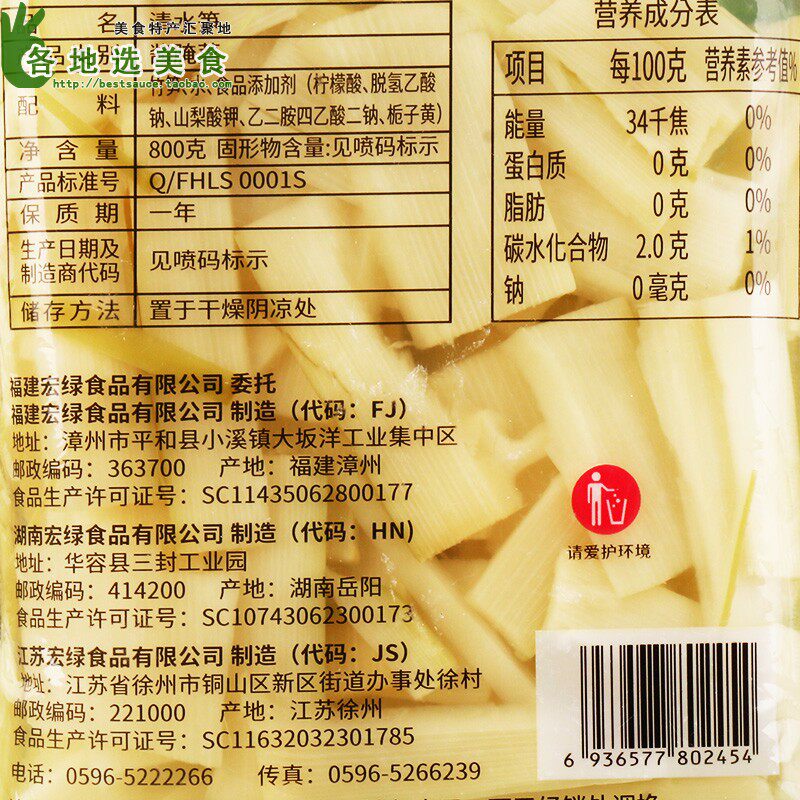 品 名 清水笋
美食特产汇聚地
各地选美食
http://bestsauce.taobao.com
配 料 竹笋、水、食品添加剂（柠檬酸、脱氢乙酸
钠、山梨酸钾、乙二胺四乙酸二钠、栀子黄）
净 含 量 800克 固形物含量:见喷码标示
产品标准号 Q/FHLS 0001S
保 质 期 一年
生产日期及
制造商代码 见喷码标示
储存方法 置于干燥阴凉处
营养成分表
项目 每100克 营养素参考值%
能量 34千焦 0%
蛋白质 0克 0%
脂肪 0克 0%
碳水化合物 2.0克 1%
钠 0毫克 0%
福建宏绿食品有限公司 委托
福建宏绿食品有限公司 制造（代码：FJ）
地址：漳州市平和县小溪镇大坂洋工业集中区
邮政编码：363700 产地：福建漳州
食品生产许可证号：SC11435062800177
湖南宏绿食品有限公司 制造（代码：HN）
地址：华容县三封工业园
邮政编码：414200 产地：湖南岳阳
食品生产许可证号：SC10743062300173
江苏宏绿食品有限公司 制造（代码：JS）
地址：江苏省徐州市铜山区新区街道办事处徐村
邮政编码：221000 产地：江苏徐州
食品生产许可证号：SC11632032301785
电话：0596-5222266 传真：0596-5266239
请爱护环境
6 936577 802454